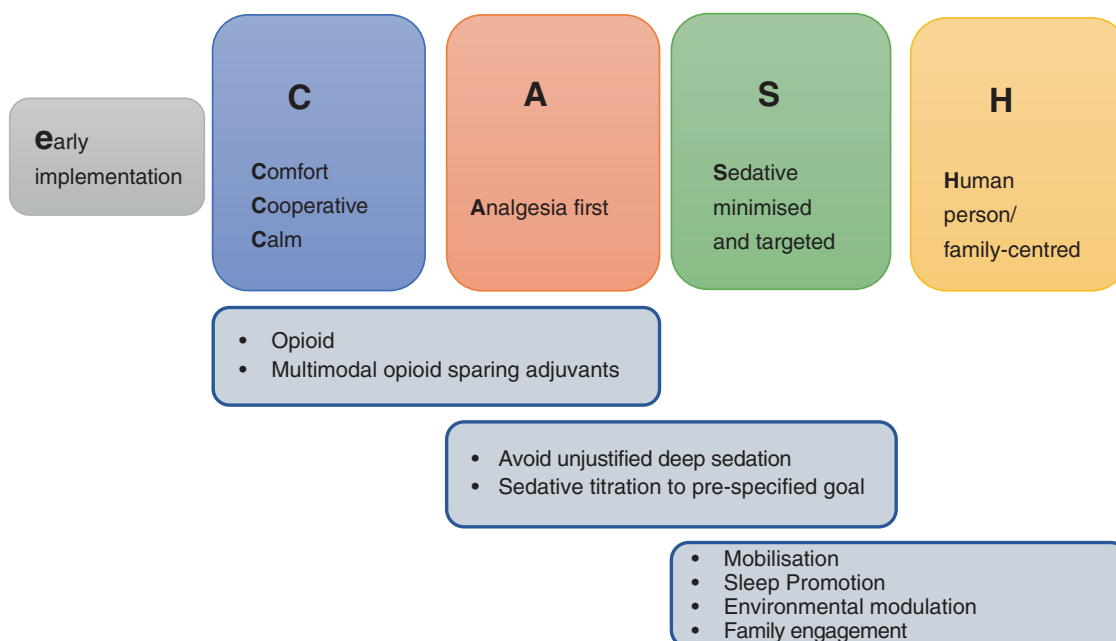 early
implementation
C
Comfort
Cooperative
Calm
A
Analgesia first
S
Sedative
minimised
and targeted
H
Human
person/
family-centred
• Opioid
• Multimodal opioid sparing adjuvants
• Avoid unjustified deep sedation
• Sedative titration to pre-specified goal
• Mobilisation
• Sleep Promotion
• Environmental modulation
• Family engagement